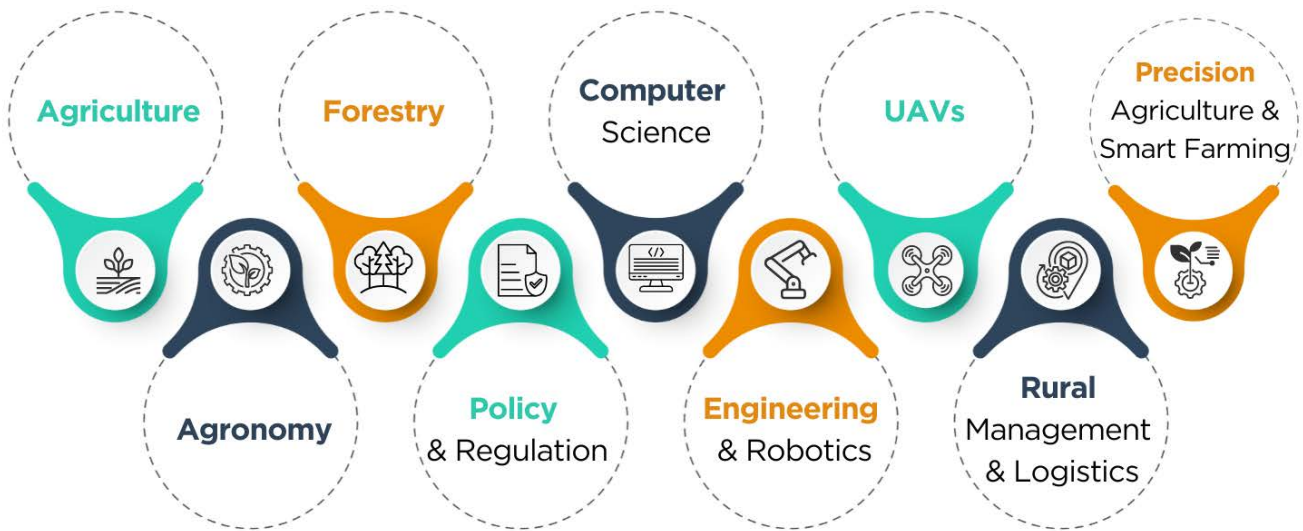 Agriculture
Agronomy
Forestry
Policy
& Regulation
Computer
Science
Engineering
& Robotics
UAVs
Rural
Management
& Logistics
Precision
Agriculture &
Smart Farming